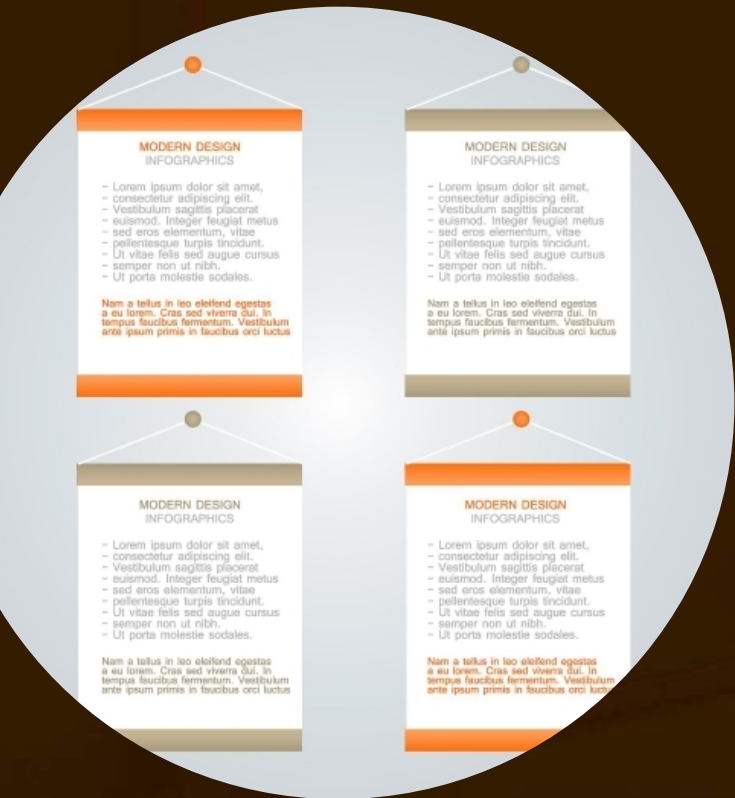 MODERN DESIGN
INFOGRAPHICS
- Lorem ipsum dolor sit amet,
- consectetur adipiscing elit.
- Vestibulum sagittis placerat
- euismod. Integer feugiat metus
- sed eros elementum, vitae
- pellentesque turpis tincidunt.
- Ut vitae felis sed augue cursus
- semper non ut nibh.
- Ut porta molestie sodales.
Nam a tellus in leo eleifend egestas
a eu lorem. Cras sed viverra dui. In
tempus faucibus fermentum. Vestibulum
ante ipsum primis in faucibus orci luctus
MODERN DESIGN
INFOGRAPHICS
- Lorem ipsum dolor sit amet,
- consectetur adipiscing elit.
- Vestibulum sagittis placerat
- euismod. Integer feugiat metus
- sed eros elementum, vitae
- pellentesque turpis tincidunt.
- Ut vitae felis sed augue cursus
- semper non ut nibh.
- Ut porta molestie sodales.
Nam a tellus in leo eleifend egestas
a eu lorem. Cras sed viverra dui. In
tempus faucibus fermentum. Vestibulum
ante ipsum primis in faucibus orci luctus
MODERN DESIGN
INFOGRAPHICS
- Lorem ipsum dolor sit amet,
- consectetur adipiscing elit.
- Vestibulum sagittis placerat
- euismod. Integer feugiat metus
- sed eros elementum, vitae
- pellentesque turpis tincidunt.
- Ut vitae felis sed augue cursus
- semper non ut nibh.
- Ut porta molestie sodales.
Nam a tellus in leo eleifend egestas
a eu lorem. Cras sed viverra dui. In
tempus faucibus fermentum. Vestibulum
ante ipsum primis in faucibus orci luctus
MODERN DESIGN
INFOGRAPHICS
- Lorem ipsum dolor sit amet,
- consectetur adipiscing elit.
- Vestibulum sagittis placerat
- euismod. Integer feugiat metus
- sed eros elementum, vitae
- pellentesque turpis tincidunt.
- Ut vitae felis sed augue cursus
- semper non ut nibh.
- Ut porta molestie sodales.
Nam a tellus in leo eleifend egestas
a eu lorem. Cras sed viverra dui. In
tempus faucibus fermentum. Vestibulum
ante ipsum primis in faucibus orci